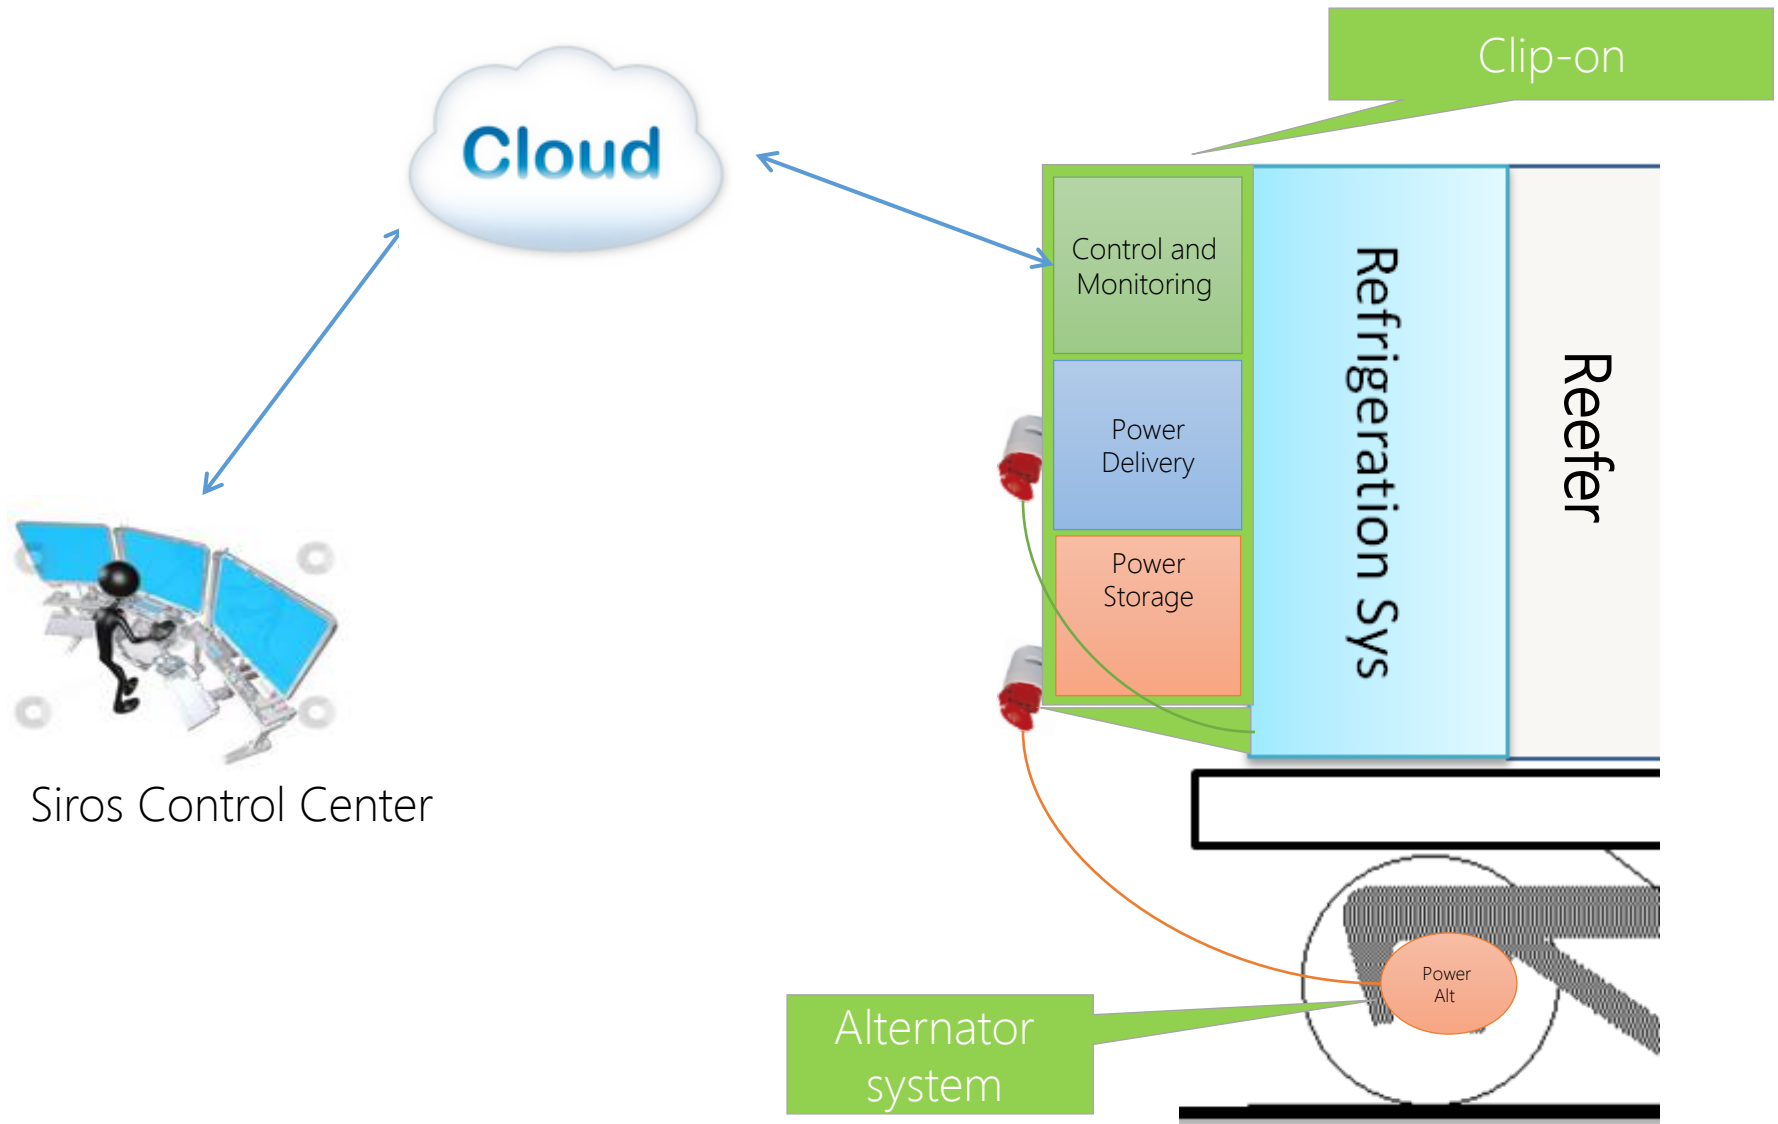 Clip-on
Cloud
Control and
Monitoring
Power
Delivery
Power
Storage
Refrigeration Sys
Reefer
Siros Control Center
Power
Alt
Alternator
system